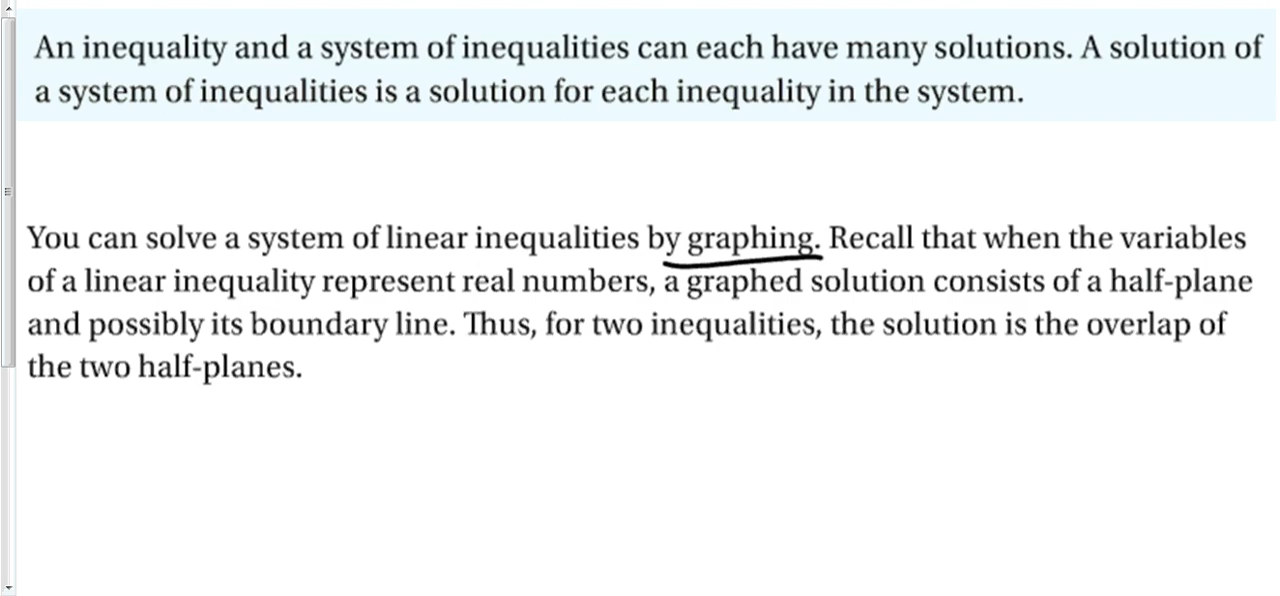 An inequality and a system of inequalities can each have many solutions. A solution of
a system of inequalities is a solution for each inequality in the system.
You can solve a system of linear inequalities by graphing. Recall that when the variables
of a linear inequality represent real numbers, a graphed solution consists of a half-plane
and possibly its boundary line. Thus, for two inequalities, the solution is the overlap of
the two half-planes.